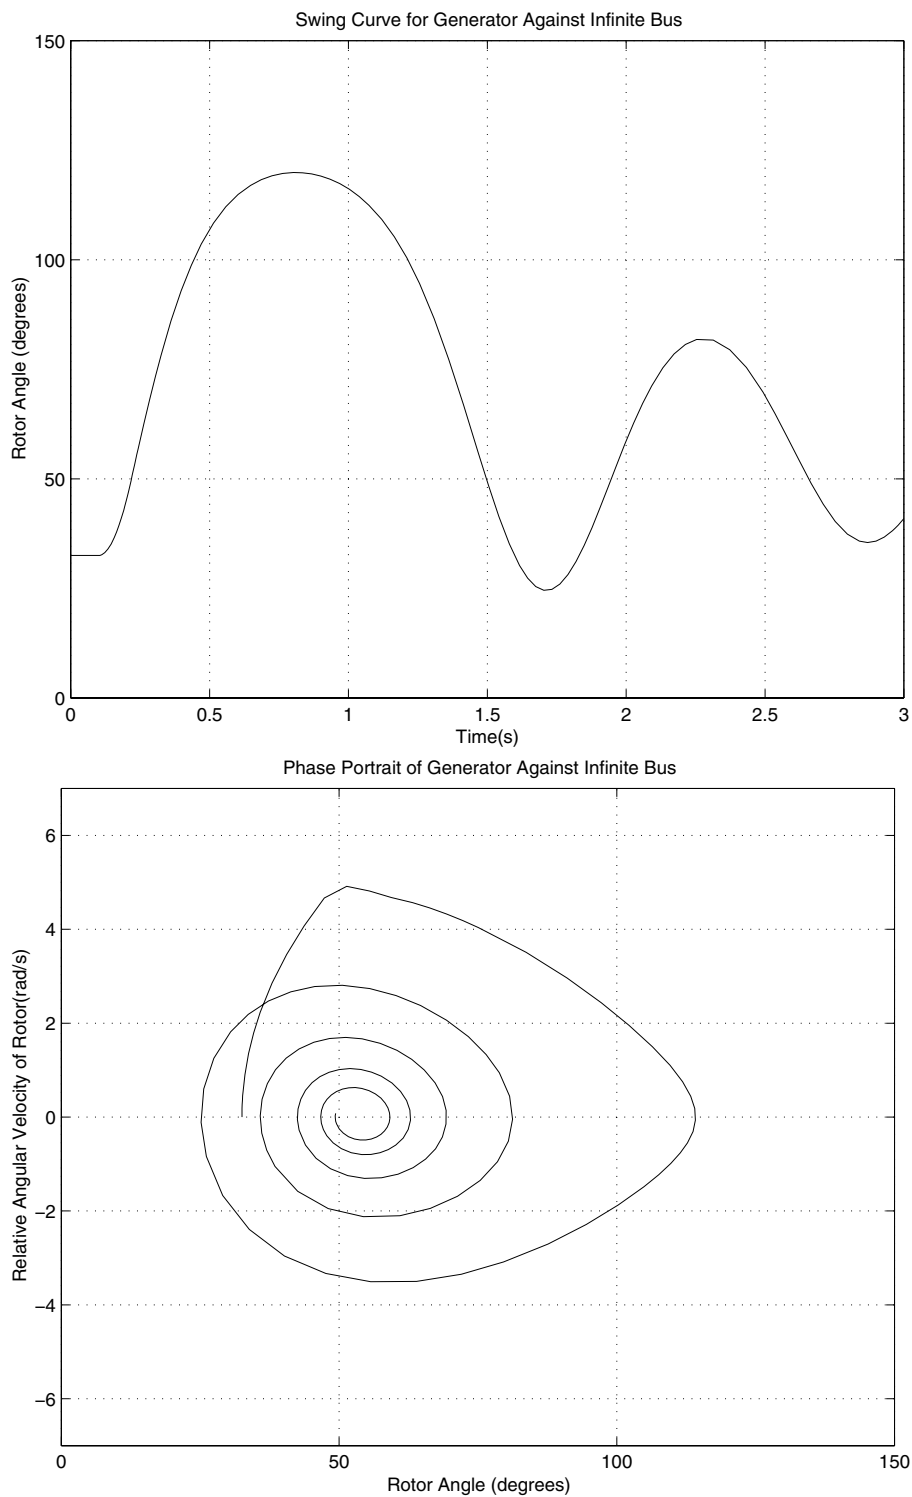 Swing Curve for Generator Against Infinite Bus
150
100
50
0
Rotor Angle (degrees)
0 0.5 1 1.5 2 2.5 3
Time(s)
Phase Portrait of Generator Against Infinite Bus
6
4
2
0
−2
−4
−6
Relative Angular Velocity of Rotor(rad/s)
0 50 100 150
Rotor Angle (degrees)